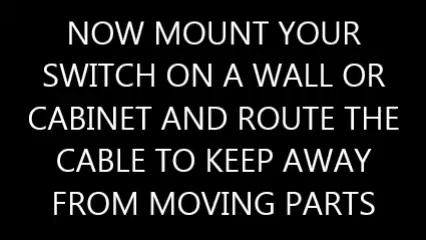 NOW MOUNT YOUR
SWITCH ON A WALL OR
CABINET AND ROUTE THE
CABLE TO KEEP AWAY
FROM MOVING PARTS